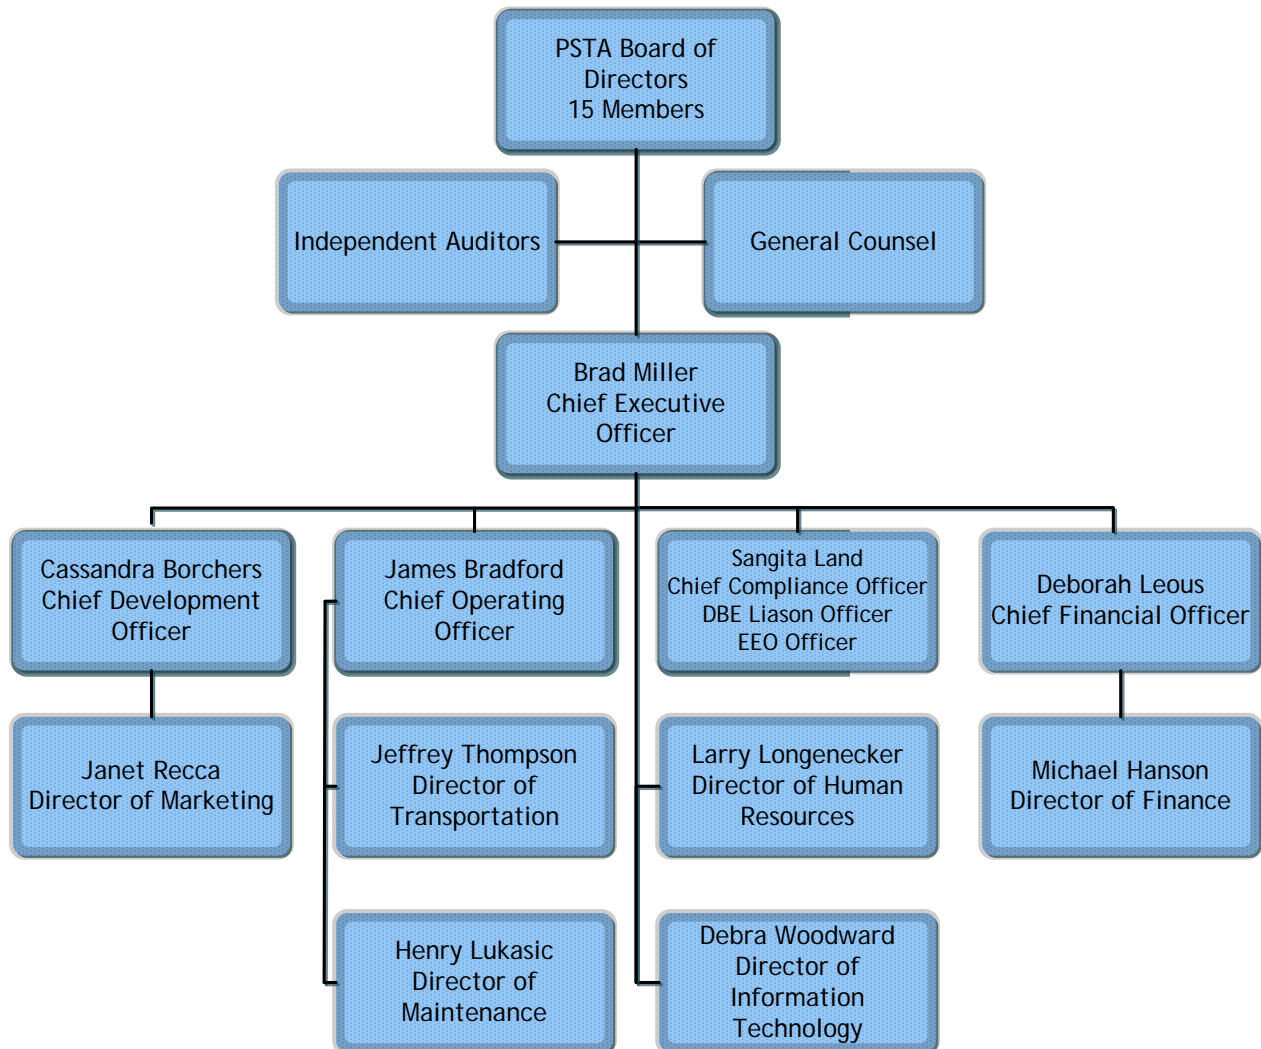 PSTA Board of
Directors
15 Members
Independent Auditors
General Counsel
Brad Miller
Chief Executive
Officer
Cassandra Borchers
Chief Development
Officer
James Bradford
Chief Operating
Officer
Sangita Land
Chief Compliance Officer
DBE Liason Officer
EEO Officer
Deborah Leous
Chief Financial Officer
Janet Recca
Director of Marketing
Jeffrey Thompson
Director of
Transportation
Larry Longenecker
Director of Human
Resources
Michael Hanson
Director of Finance
Henry Lukasic
Director of
Maintenance
Debra Woodward
Director of
Information
Technology